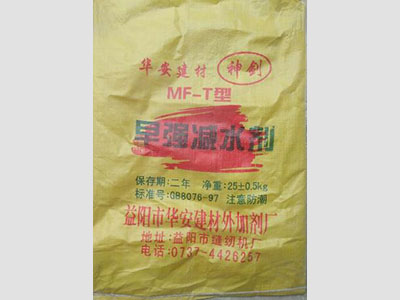 华安建材 神剑
MF-T型
早强减水剂
保存期:二年 净重:25±0.5kg
标准号:GB8076-97 注意防潮
益阳市华安建材外加剂厂
地址:益阳市缝纫机厂
电话:0737-4426257